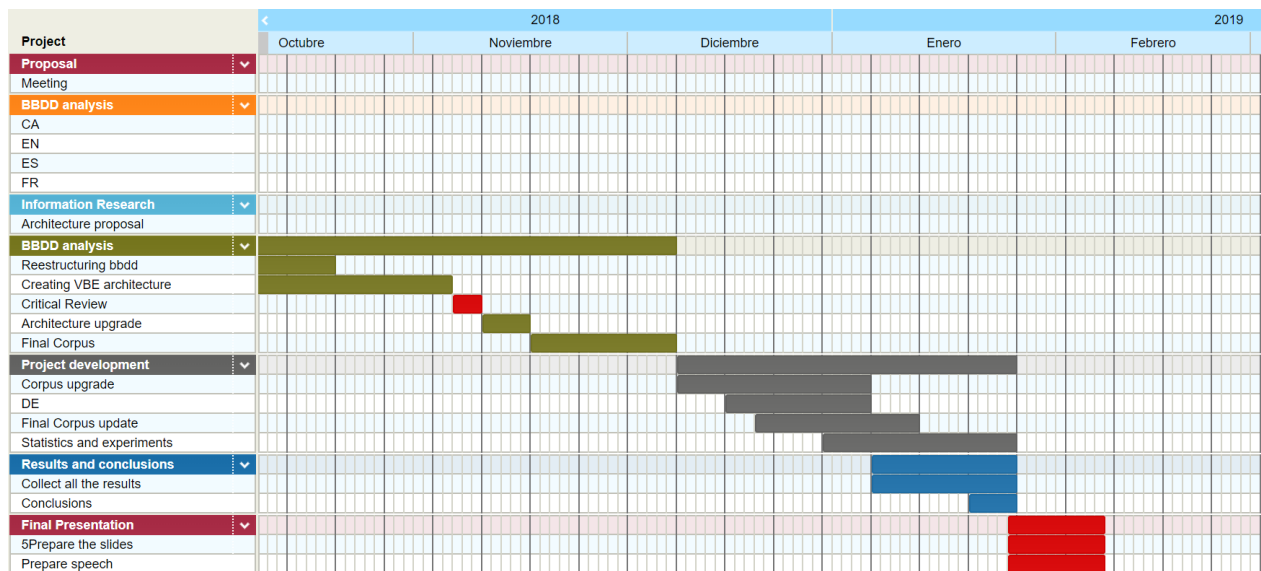 2018
2019
Project
Octubre
Noviembre
Diciembre
Enero
Febrero
Proposal
Meeting
BBDD analysis
CA
EN
ES
FR
Information Research
Architecture proposal
BBDD analysis
Reestructuring bbdd
Creating VBE architecture
Critical Review
Architecture upgrade
Final Corpus
Project development
Corpus upgrade
DE
Final Corpus update
Statistics and experiments
Results and conclusions
Collect all the results
Conclusions
Final Presentation
5Prepare the slides
Prepare speech